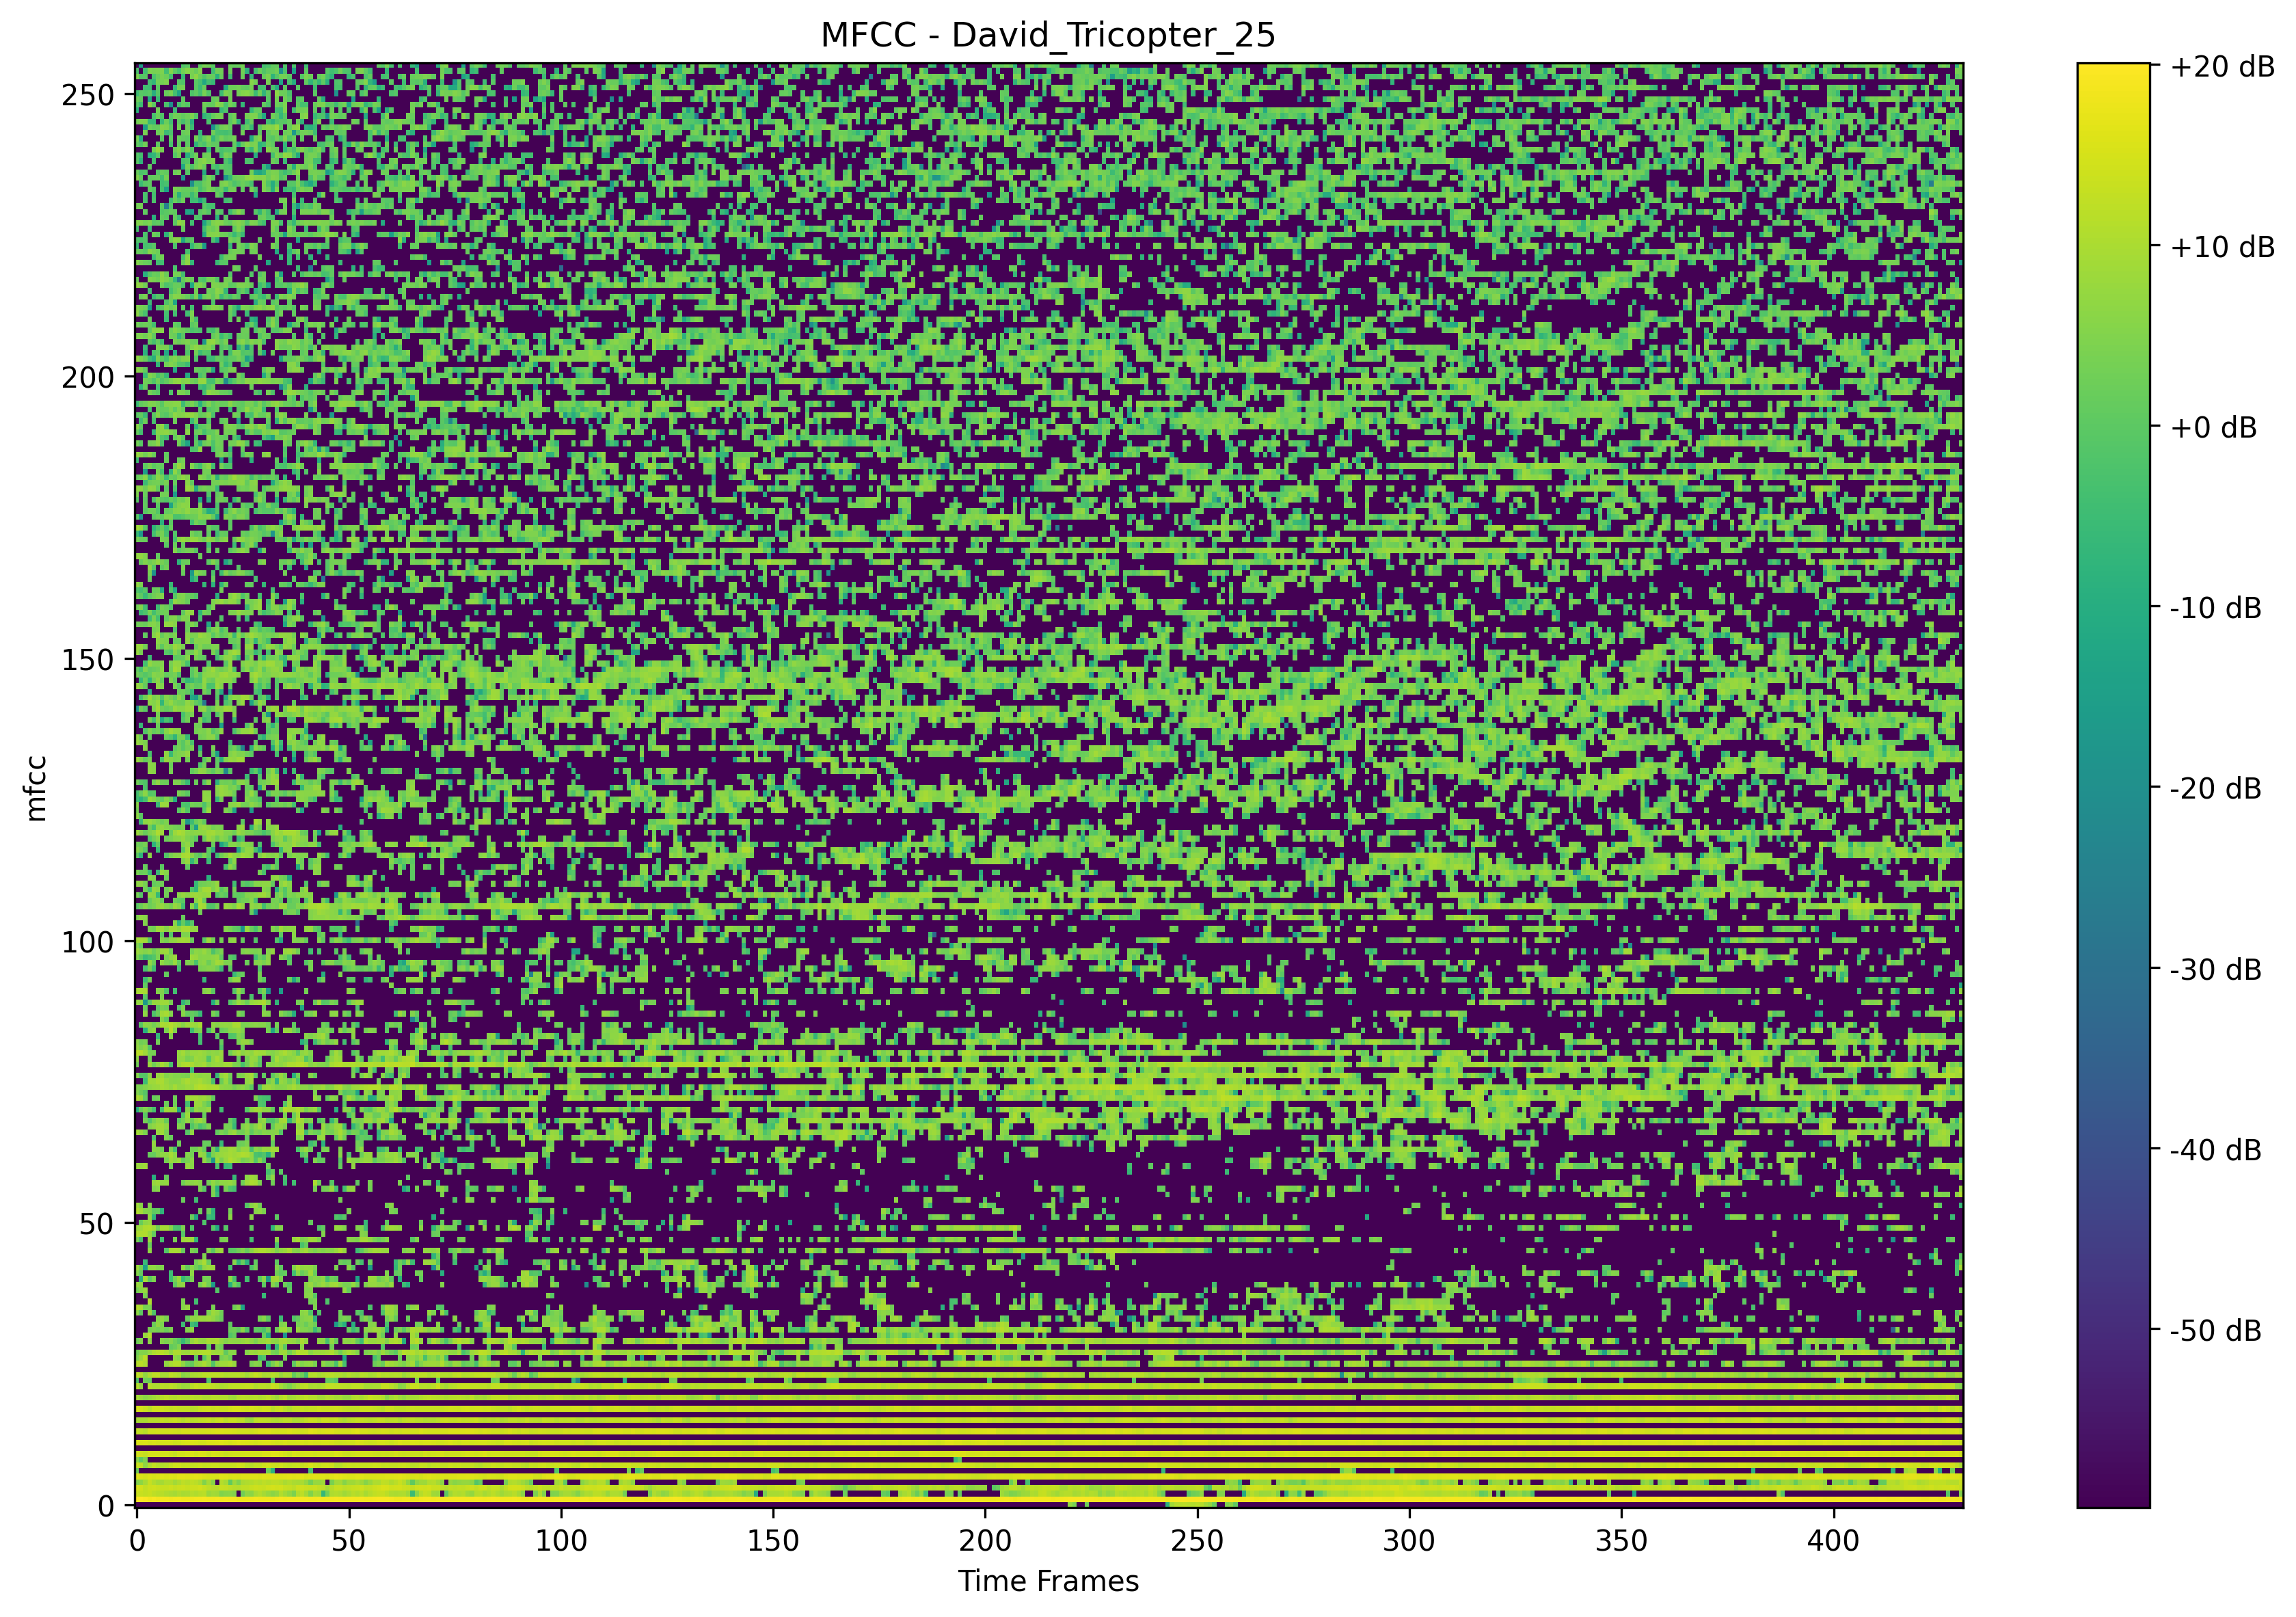 MFCC - David_Tricopter_25
mfcc
250
200
150
100
50
0
0 50 100 150 200 250 300 350 400
Time Frames
+20 dB
+10 dB
+0 dB
-10 dB
-20 dB
-30 dB
-40 dB
-50 dB